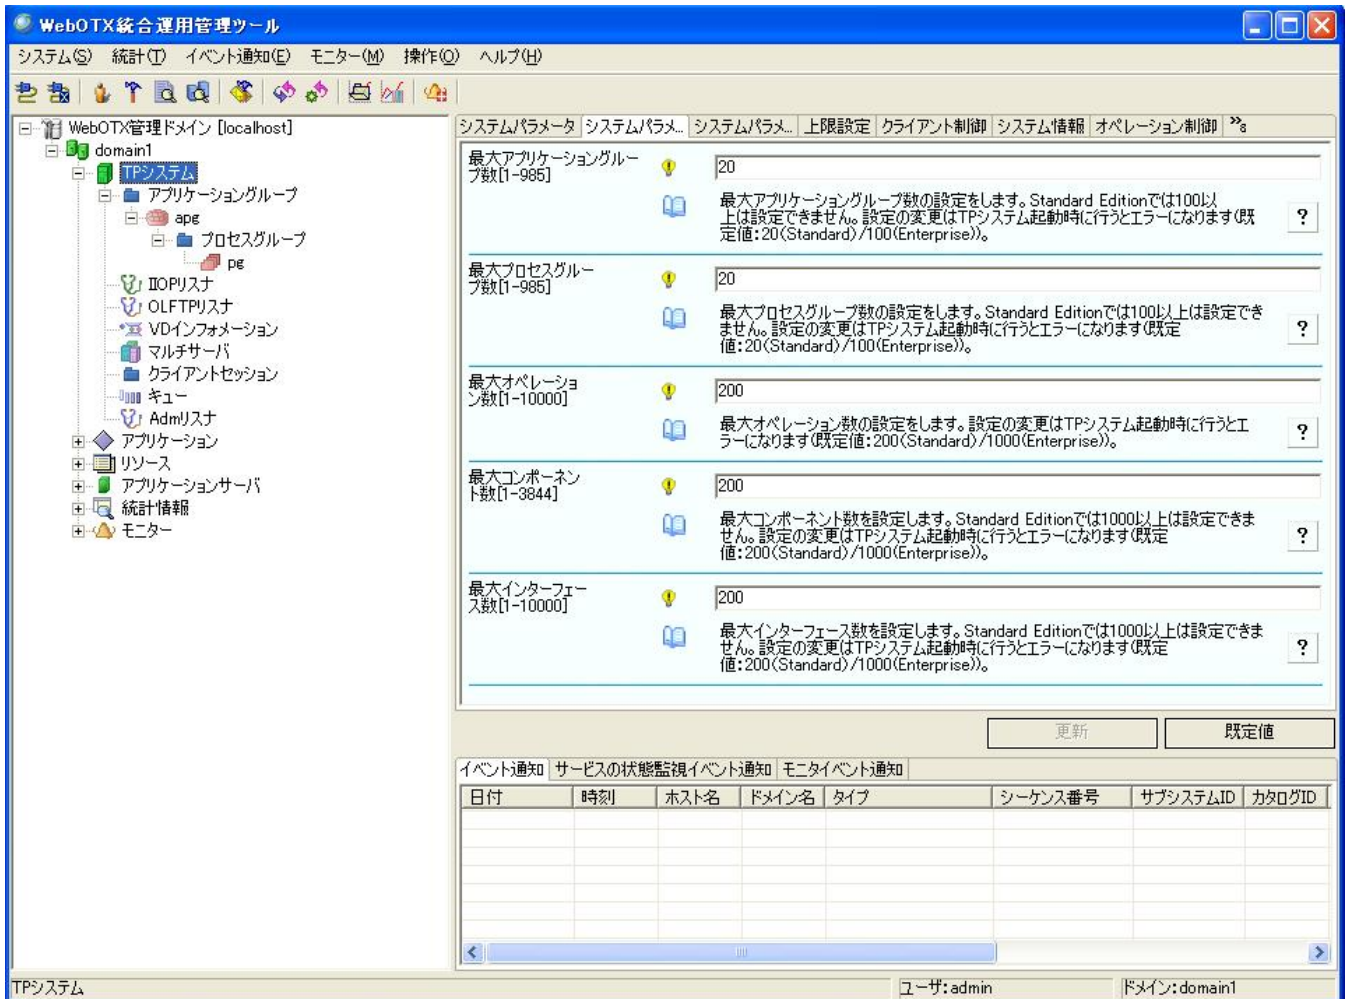 WebOTX統合運用管理ツール
システム(S) 統計(T) イベント通知(E) モニター(M) 操作(O) ヘルプ(H)
WebOTX管理ドメイン [localhost]
domain1
TPシステム
アプリケーショングループ
apg
プロセスグループ
pg
IIOPリスナ
OLFTPリスナ
VDインフォメーション
マルチサーバ
クライアントセッション
キュー
Admリスナ
アプリケーション
リソース
アプリケーションサーバ
統計情報
モニター
システムパラメータ システムパラメ... システムパラメ... 上限設定 クライアント制御 システム情報 オペレーション制御 »8
最大アプリケーショングルー
プ数[1-985]
20
最大アプリケーショングループ数の設定をします。Standard Editionでは100以
上は設定できません。設定の変更はTPシステム起動時に行うとエラーになります(既
定値:20(Standard)/100(Enterprise))。
?
最大プロセスグルー
プ数[1-985]
20
最大プロセスグループ数の設定をします。Standard Editionでは100以上は設定でき
ません。設定の変更はTPシステム起動時に行うとエラーになります(既定
値:20(Standard)/100(Enterprise))。
?
最大オペレーショ
ン数[1-10000]
200
最大オペレーション数の設定をします。設定の変更はTPシステム起動時に行うとエ
ラーになります(既定値:200(Standard)/1000(Enterprise))。
?
最大コンポーネン
ト数[1-3844]
200
最大コンポーネント数を設定します。Standard Editionでは1000以上は設定できま
せん。設定の変更はTPシステム起動時に行うとエラーになります(既定
値:200(Standard)/1000(Enterprise))。
?
最大インターフェー
ス数[1-10000]
200
最大インターフェース数を設定します。Standard Editionでは1000以上は設定できま
せん。設定の変更はTPシステム起動時に行うとエラーになります(既定
値:200(Standard)/1000(Enterprise))。
?
更新 既定値
イベント通知 サービスの状態監視イベント通知 モニタイベント通知
日付 時刻 ホスト名 ドメイン名 タイプ シーケンス番号 サブシステムID カタログID
TPシステム ユーザ:admin ドメイン:domain1